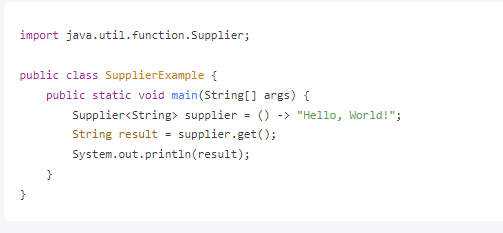 import java.util.function.Supplier;

public class SupplierExample {
    public static void main(String[] args) {
        Supplier<String> supplier = () -> "Hello, World!";
        String result = supplier.get();
        System.out.println(result);
    }
}